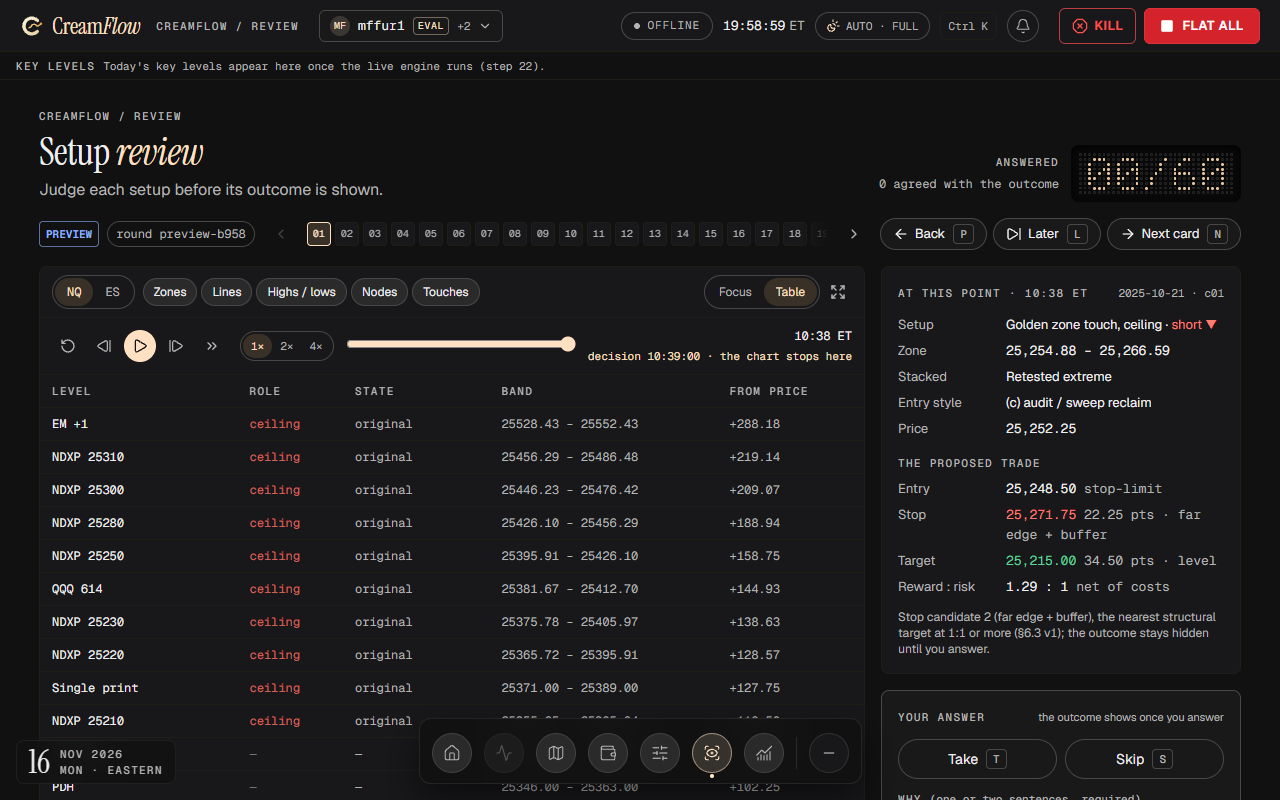 CreamFlow CREAMFLOW / REVIEW MF mffur1 EVAL +2 OFFLINE 19:58:59 ET AUTO · FULL Ctrl K KILL FLAT ALL
KEY LEVELS Today's key levels appear here once the live engine runs (step 22).
CREAMFLOW / REVIEW
Setup review
Judge each setup before its outcome is shown.
ANSWERED
0 agreed with the outcome
00/60
PREVIEW round preview-b958 01 02 03 04 05 06 07 08 09 10 11 12 13 14 15 16 17 18 Back P Later L Next card N
NQ ES Zones Lines Highs / lows Nodes Touches Focus Table
1× 2× 4× 10:38 ET
decision 10:39:00 · the chart stops here
LEVEL ROLE STATE BAND FROM PRICE
EM +1 ceiling original 25528.43 – 25552.43 +288.18
NDXP 25310 ceiling original 25456.29 – 25486.48 +219.14
NDXP 25300 ceiling original 25446.23 – 25476.42 +209.07
NDXP 25280 ceiling original 25426.10 – 25456.29 +188.94
NDXP 25250 ceiling original 25395.91 – 25426.10 +158.75
QQQ 614 ceiling original 25381.67 – 25412.70 +144.93
NDXP 25230 ceiling original 25375.78 – 25405.97 +138.63
NDXP 25220 ceiling original 25365.72 – 25395.91 +128.57
Single print ceiling original 25371.00 – 25389.00 +127.75
NDXP 25210 ceiling original
– –
PDH – – 25346.00 – 25363.00 +102.25
AT THIS POINT · 10:38 ET 2025-10-21 · c01
Setup Golden zone touch, ceiling · short ▼
Zone 25,254.88 – 25,266.59
Stacked Retested extreme
Entry style (c) audit / sweep reclaim
Price 25,252.25
THE PROPOSED TRADE
Entry 25,248.50 stop-limit
Stop 25,271.75 22.25 pts · far
edge + buffer
Target 25,215.00 34.50 pts · level
Reward : risk 1.29 : 1 net of costs
Stop candidate 2 (far edge + buffer), the nearest structural
target at 1:1 or more (§6.3 v1); the outcome stays hidden
until you answer.
YOUR ANSWER the outcome shows once you answer
Take T Skip S
WHY (one or two sentences, required)
16 NOV 2026
MON · EASTERN